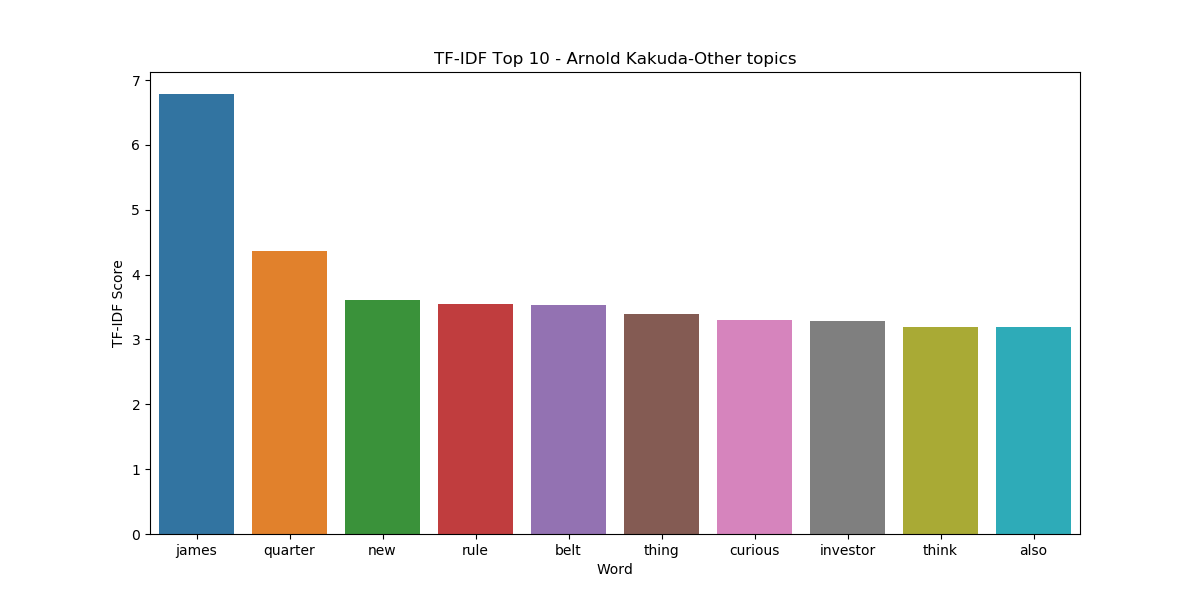 TF-IDF Top 10 - Arnold Kakuda-Other topics
TF-IDF Score
7
6
5
4
3
2
1
0
james quarter new rule belt thing curious investor think also
Word